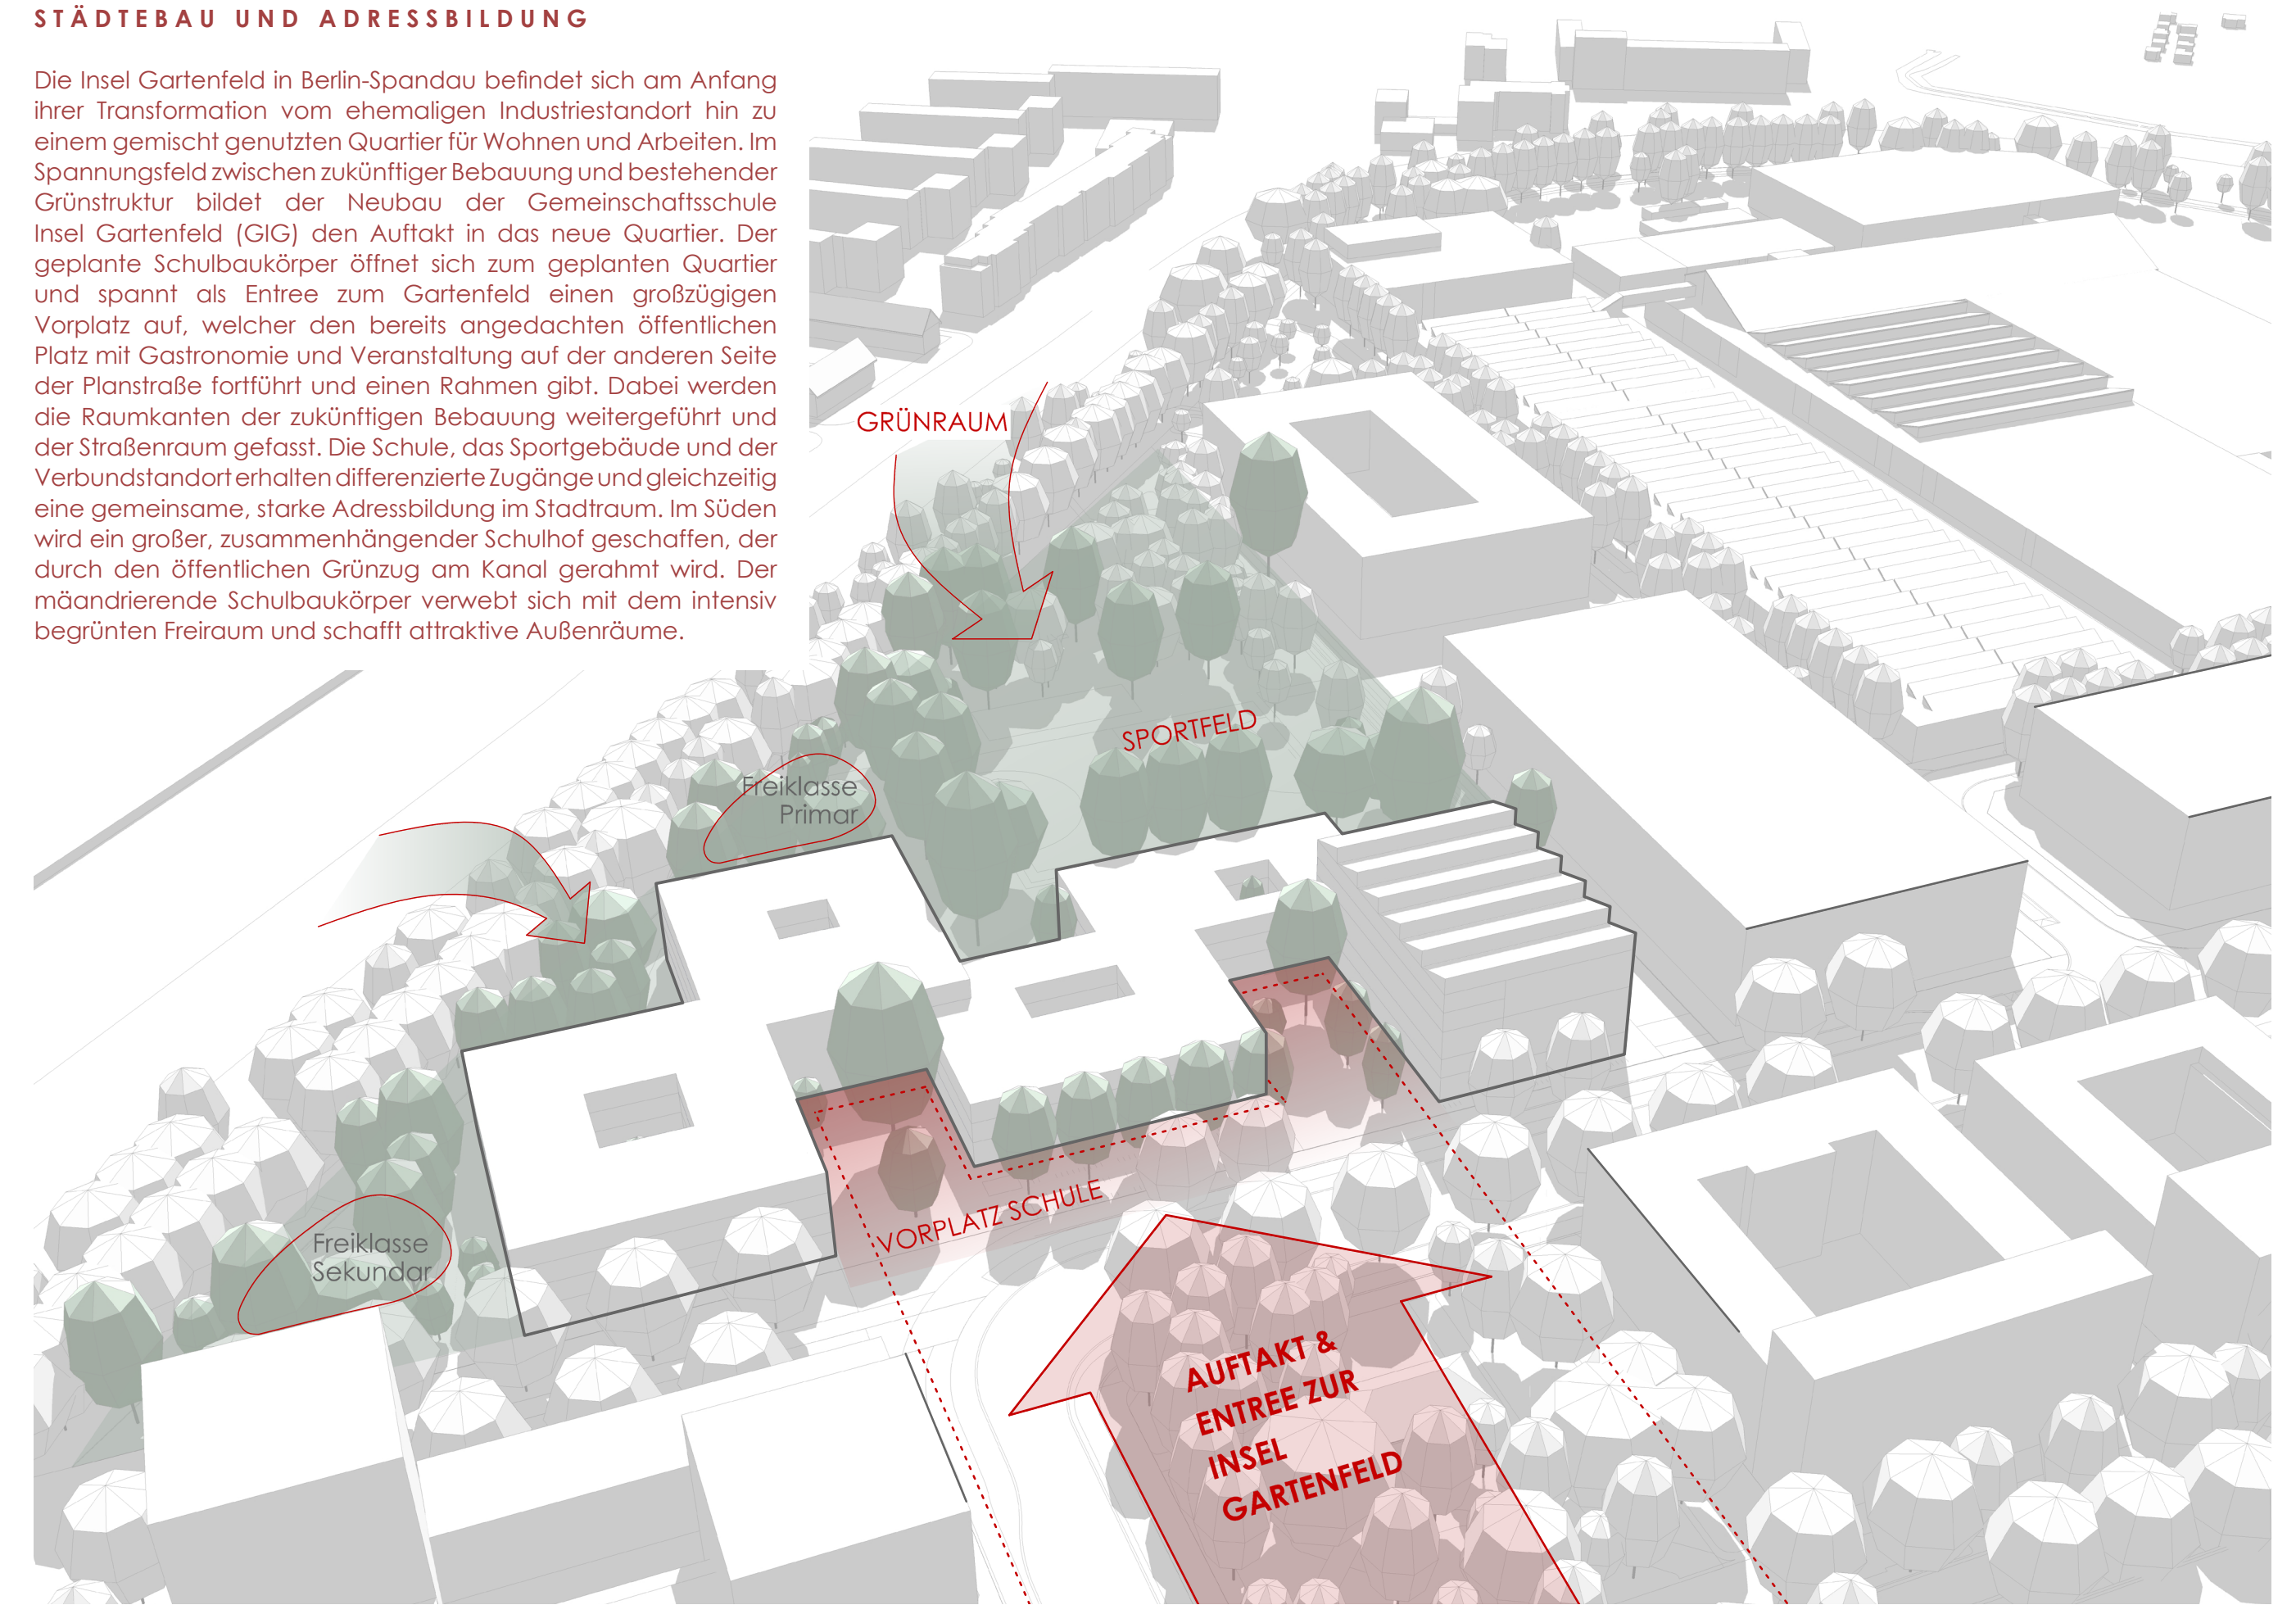 STÄDTEBAU UND ADRESSBILDUNG
Die Insel Gartenfeld in Berlin-Spandau befindet sich am Anfang
ihrer Transformation vom ehemaligen Industriestandort hin zu
einem gemischt genutzten Quartier für Wohnen und Arbeiten. Im
Spannungsfeld zwischen zukünftiger Bebauung und bestehender
Grünstruktur bildet der Neubau der Gemeinschaftsschule
Insel Gartenfeld (GIG) den Auftakt in das neue Quartier. Der
geplante Schulbaukörper öffnet sich zum geplanten Quartier
und spannt als Entree zum Gartenfeld einen großzügigen
Vorplatz auf, welcher den bereits angedachten öffentlichen
Platz mit Gastronomie und Veranstaltung auf der anderen Seite
der Planstraße fortführt und einen Rahmen gibt. Dabei werden
die Raumkanten der zukünftigen Bebauung weitergeführt und
der Straßenraum gefasst. Die Schule, das Sportgebäude und der
Verbundstandort erhalten differenzierte Zugänge und gleichzeitig
eine gemeinsame, starke Adressbildung im Stadtraum. Im Süden
wird ein großer, zusammenhängender Schulhof geschaffen, der
durch den öffentlichen Grünzug am Kanal gerahmt wird. Der
mäandrierende Schulbaukörper verwebt sich mit dem intensiv
begrünten Freiraum und schafft attraktive Außenräume.
GRÜNRAUM
SPORTFELD
Freiklasse
Primar
VORPLATZ SCHULE
Freiklasse
Sekundar
AUFTAKT &
ENTREE ZUR
INSEL
GARTENFELD